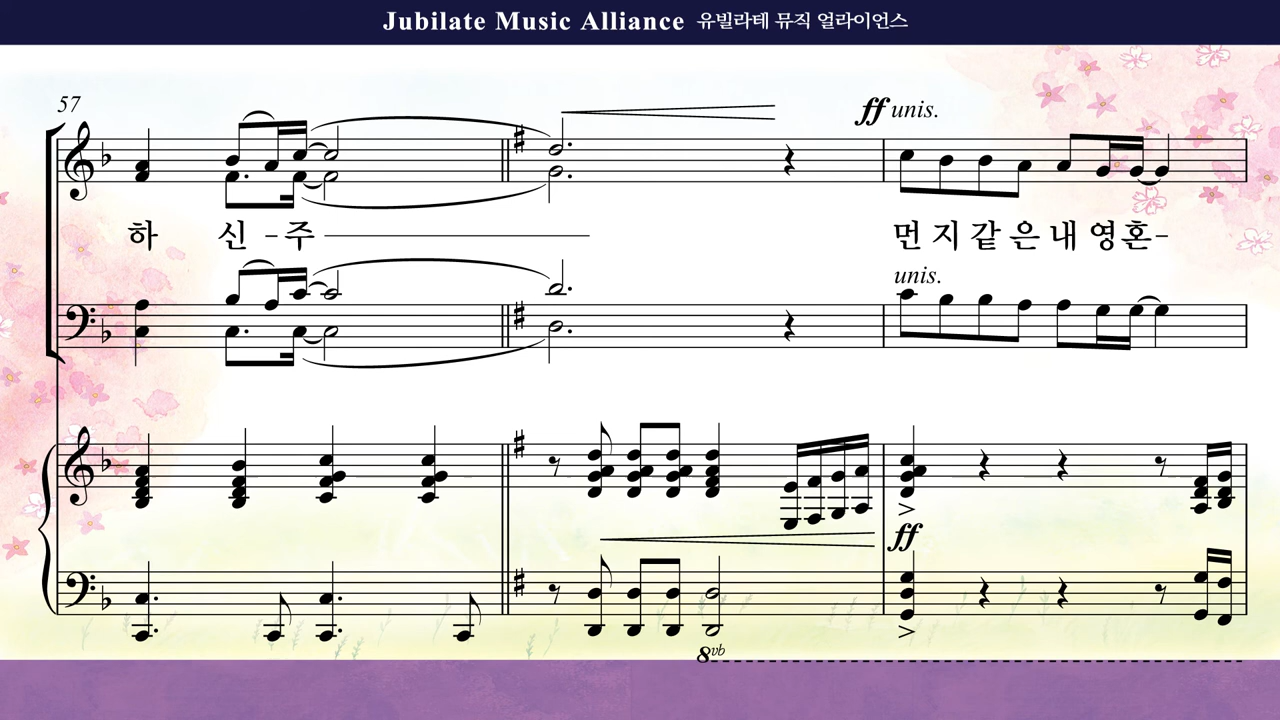 Jubilate Music Alliance 유빌라테 뮤직 얼라이언스
57
ff unis.
하 신 - 주 먼 지 같 은 내 영 혼 -
unis.
ff
8vb